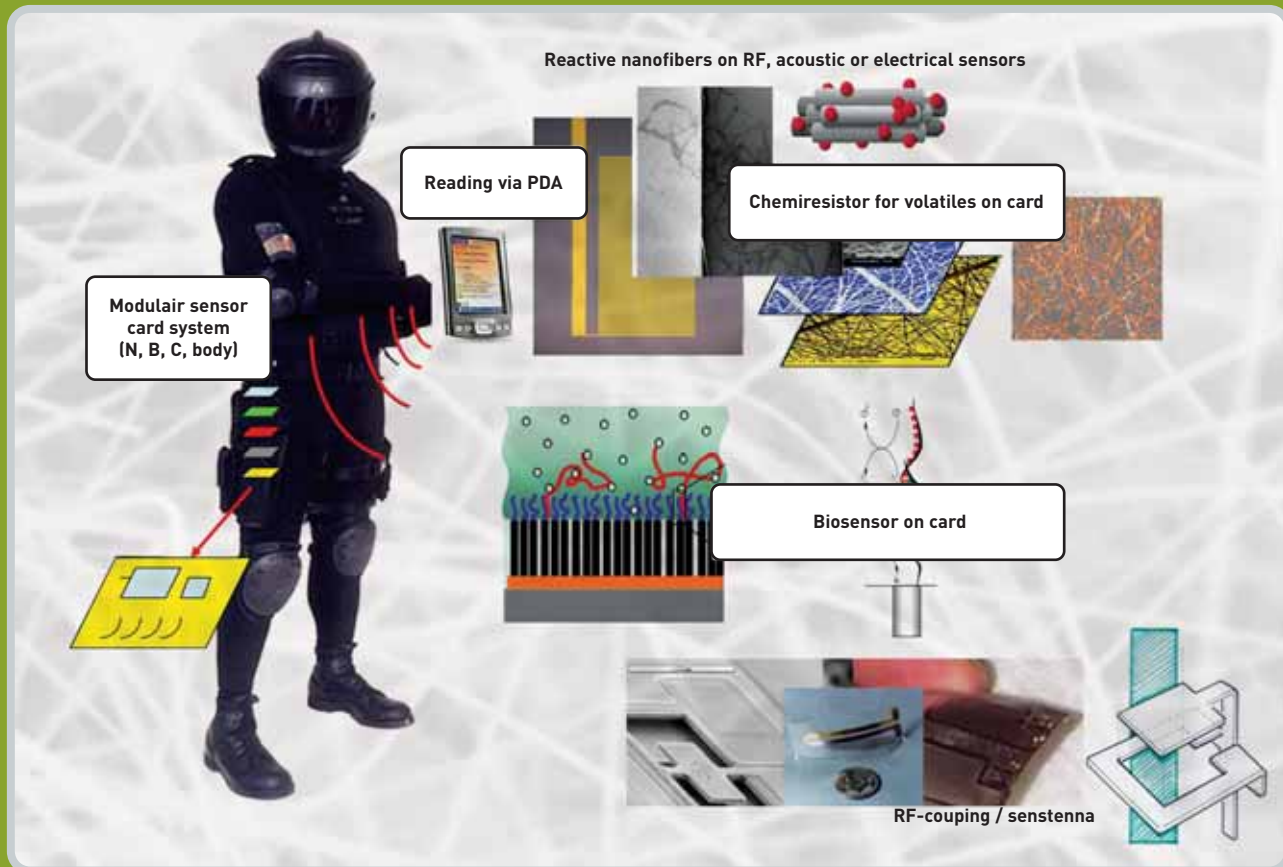 Reactive nanofibers on RF, acoustic or electrical sensors
Reading via PDA
Chemiresistor for volatiles on card
Modulair sensor
card system
(N, B, C, body)
Biosensor on card
RF-couping / senstenna